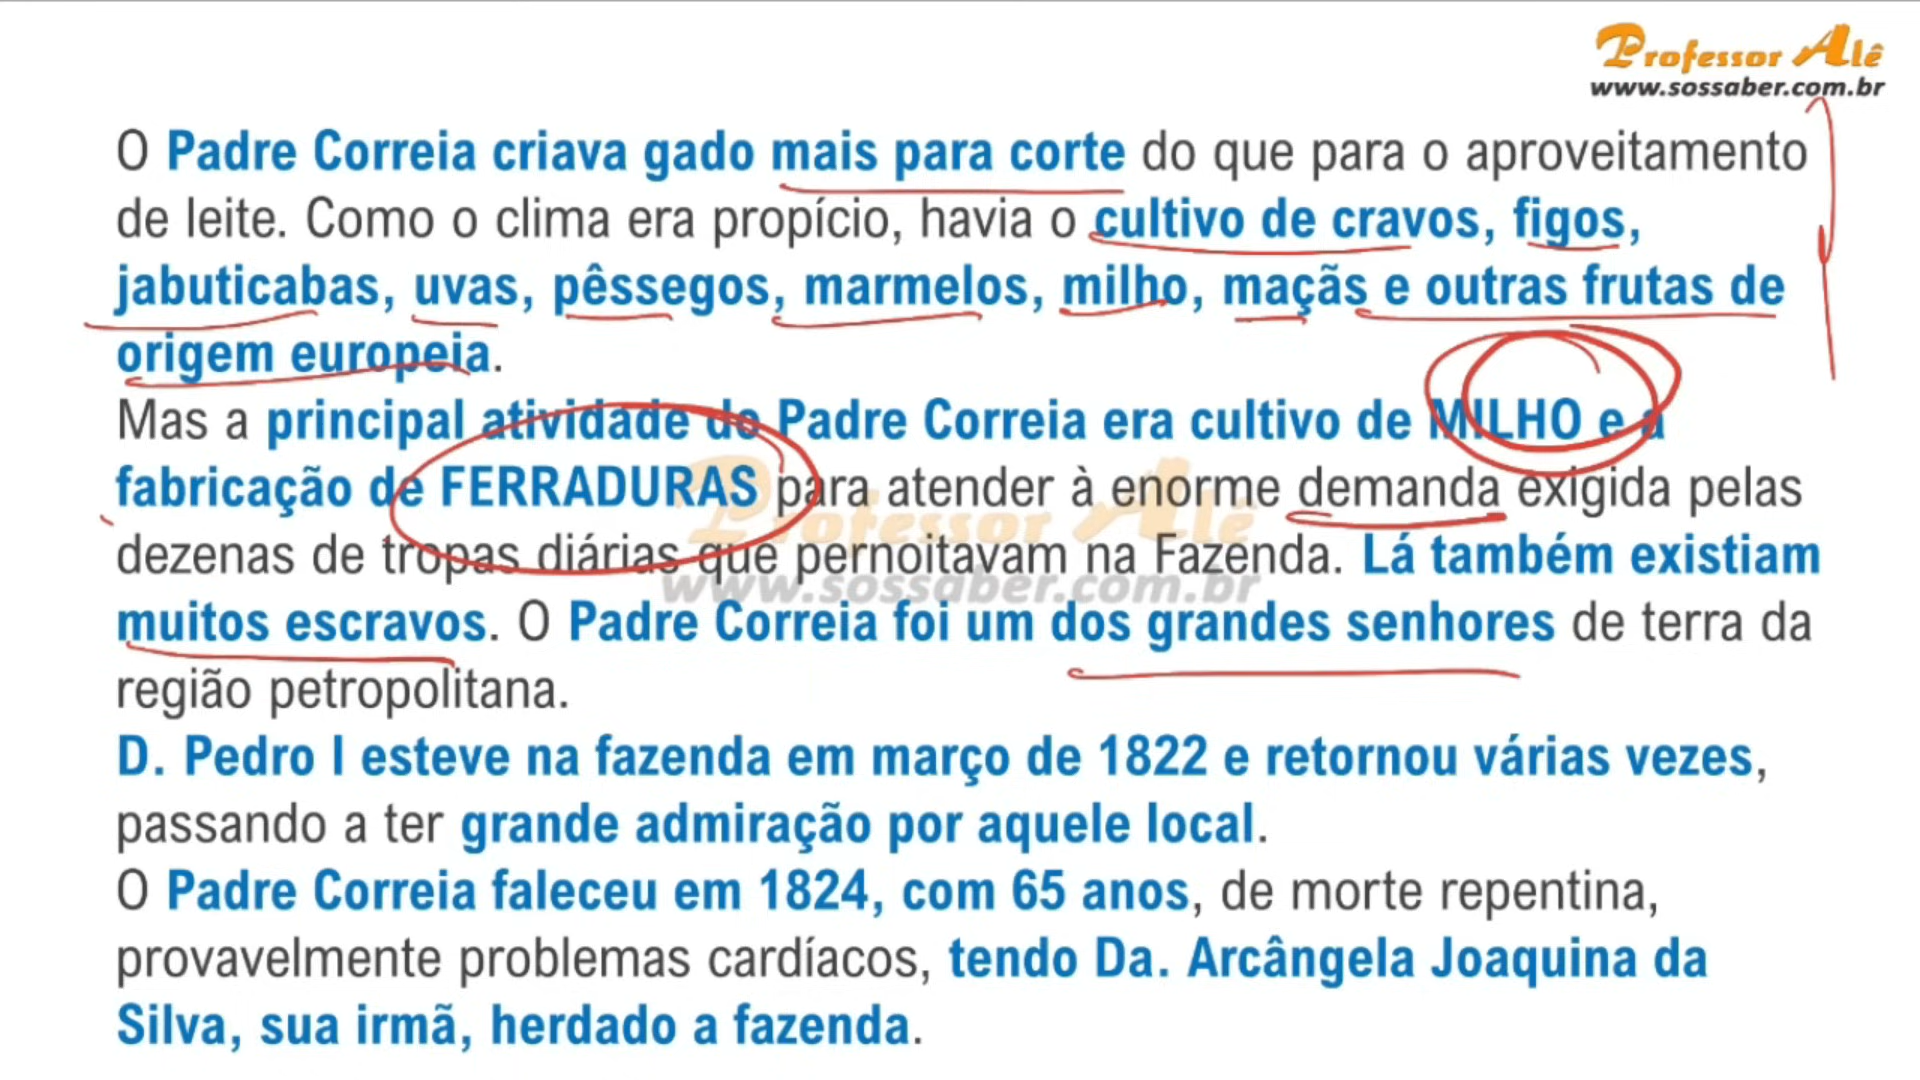 Professor Alê
www.sossaber.com.br
O Padre Correia criava gado mais para corte do que para o aproveitamento
de leite. Como o clima era propício, havia o cultivo de cravos, figos,
jabuticabas, uvas, pêssegos, marmelos, milho, maçãs e outras frutas de
origem europeia.
Mas a principal atividade do Padre Correia era cultivo de MILHO e a
fabricação de FERRADURAS para atender à enorme demanda exigida pelas
dezenas de tropas diárias que pernoitavam na Fazenda. Lá também existiam
muitos escravos. O Padre Correia foi um dos grandes senhores de terra da
região petropolitana.
D. Pedro I esteve na fazenda em março de 1822 e retornou várias vezes,
passando a ter grande admiração por aquele local.
O Padre Correia faleceu em 1824, com 65 anos, de morte repentina,
provavelmente problemas cardíacos, tendo Da. Arcângela Joaquina da
Silva, sua irmã, herdado a fazenda.
Professor Alê
www.sossaber.com.br